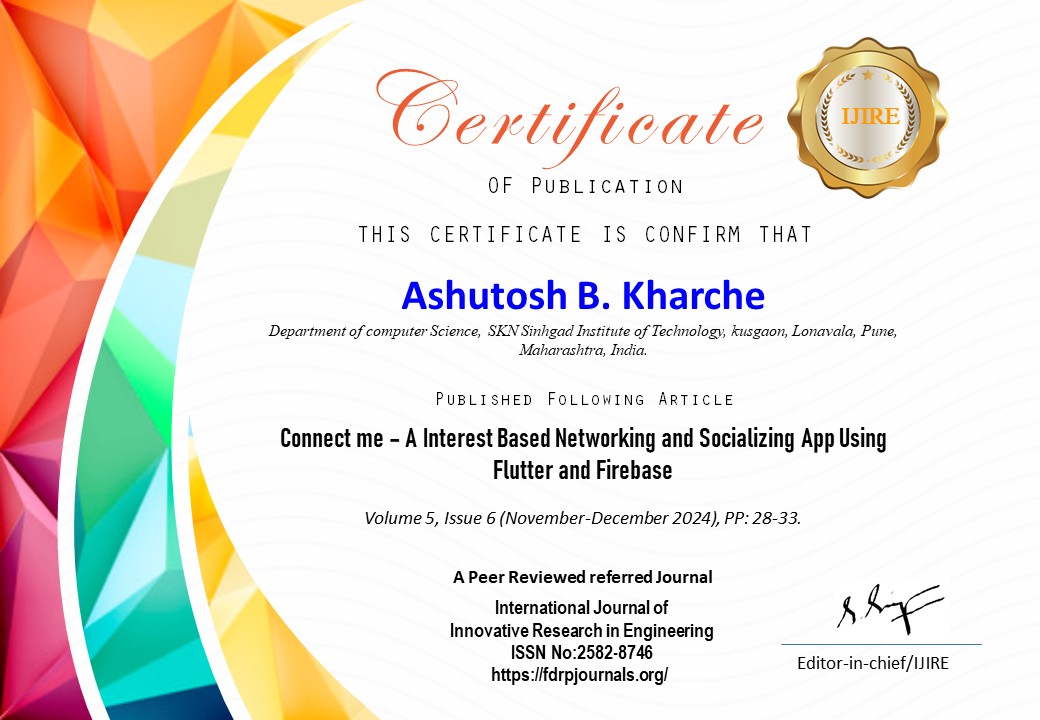 Certificate
IJIRE
OF PUBLICATION
THIS CERTIFICATE IS CONFIRM THAT
Ashutosh B. Kharche
Department of computer Science, SKN Sinhgad Institute of Technology, kusgaon, Lonavala, Pune,
Maharashtra, India.
PUBLISHED FOLLOWING ARTICLE
Connect me – A Interest Based Networking and Socializing App Using
Flutter and Firebase
Volume 5, Issue 6 (November-December 2024), PP: 28-33.
A Peer Reviewed referred Journal
International Journal of
Innovative Research in Engineering
ISSN No:2582-8746
https://fdrpjournals.org/
Editor-in-chief/IJIRE